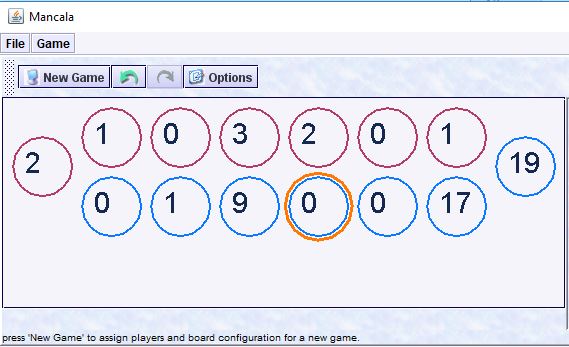 Mancala
File Game
New Game Options
1 0 3 2 0 1
2 19
0 1 9 0 0 17
press 'New Game' to assign players and board configuration for a new game.